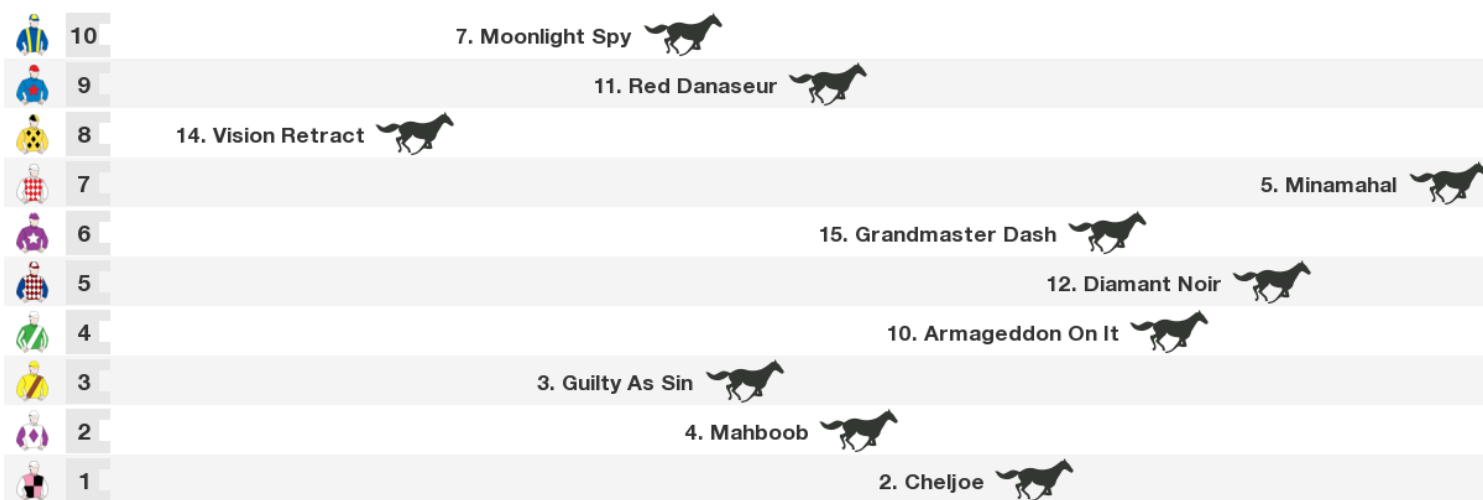 10 7. Moonlight Spy
9 11. Red Danaseur
8 14. Vision Retract
7 5. Minamahal
6 15. Grandmaster Dash
5 12. Diamant Noir
4 10. Armageddon On It
3 3. Guilty As Sin
2 4. Mahboob
1 2. Cheljoe